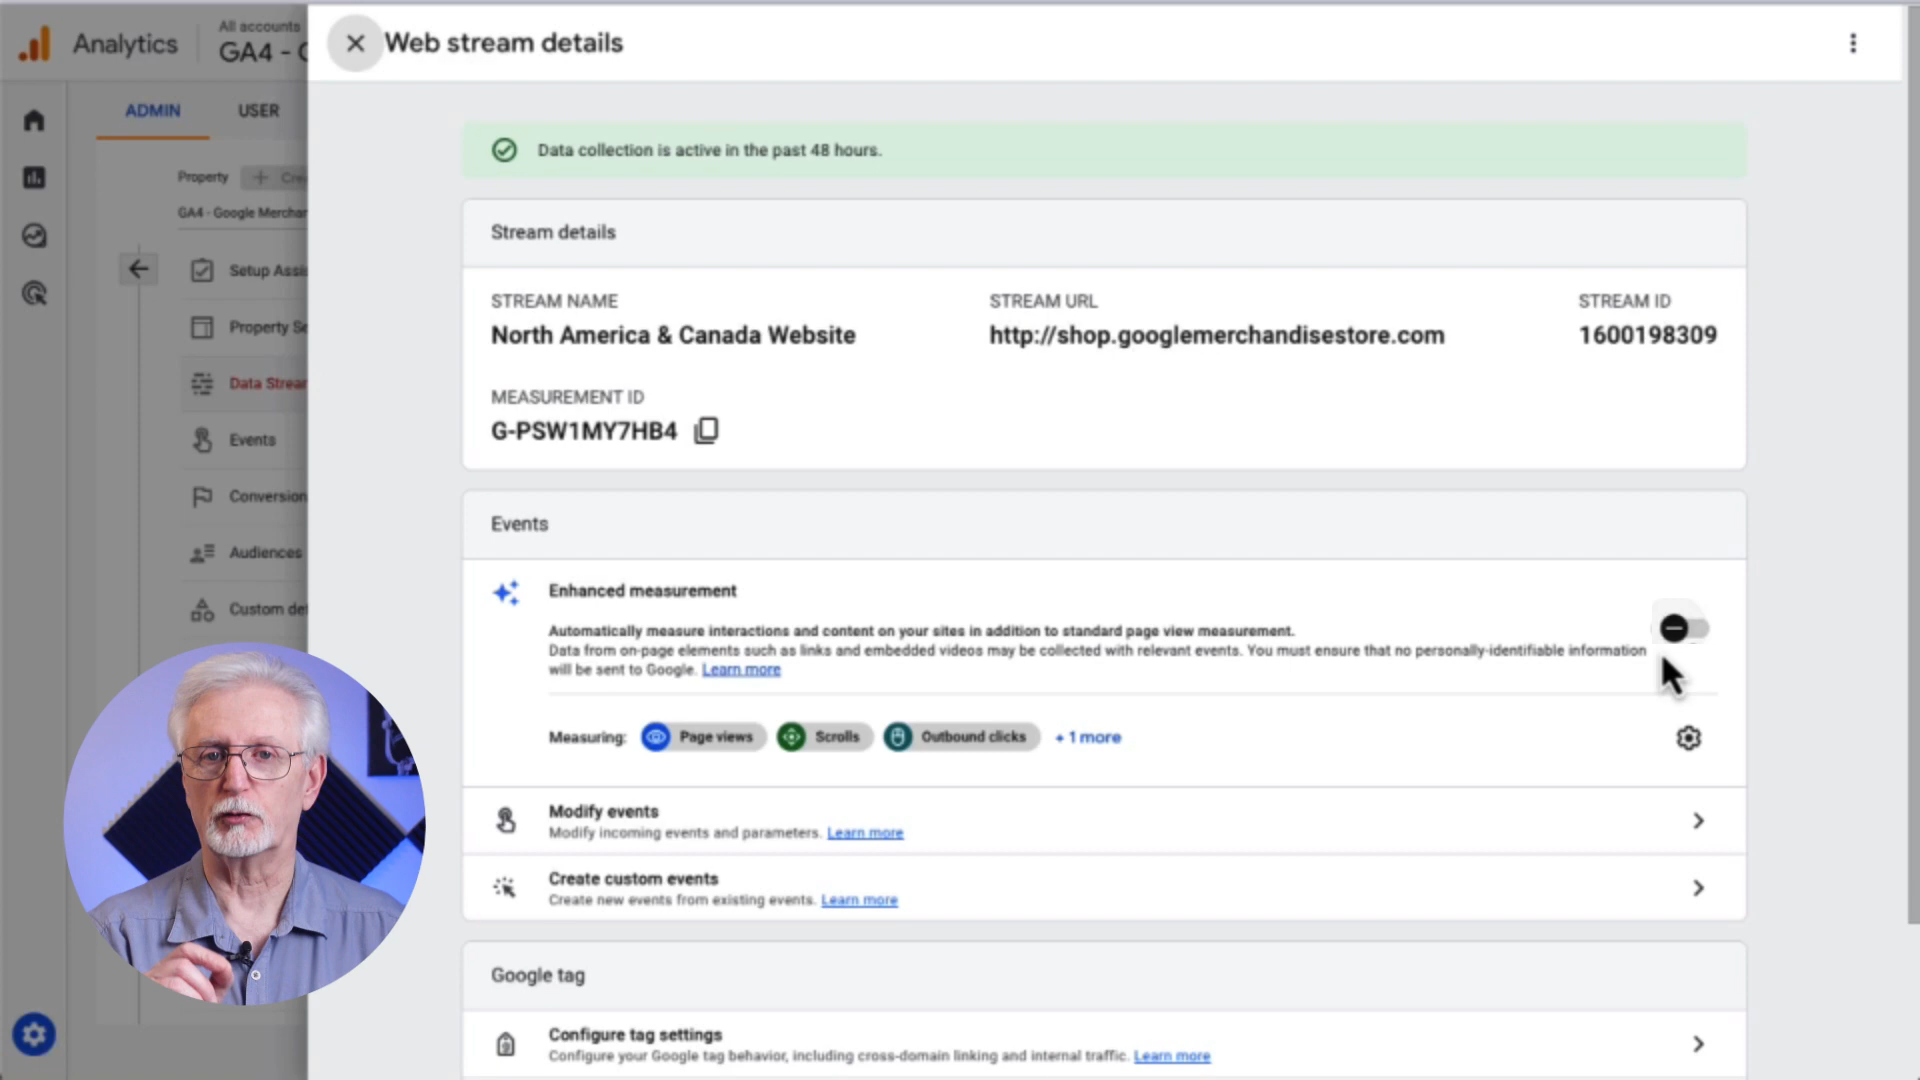 Analytics
All accounts
GA4 -
Web stream details
ADMIN
USER
Property
GA4 - Google Merchan
Setup Assis
Property Se
Data Strear
Events
Conversion
Audiences
Custom de
Data collection is active in the past 48 hours.
Stream details
STREAM NAME
North America & Canada Website
STREAM URL
http://shop.googlemerchandisestore.com
STREAM ID
1600198309
MEASUREMENT ID
G-PSW1MY7HB4
Events
Enhanced measurement
Automatically measure interactions and content on your sites in addition to standard page view measurement.
Data from on-page elements such as links and embedded videos may be collected with relevant events. You must ensure that no personally-identifiable information
will be sent to Google. Learn more
Measuring:
Page views
Scrolls
Outbound clicks
+ 1 more
Modify events
Modify incoming events and parameters. Learn more
Create custom events
Create new events from existing events. Learn more
Google tag
Configure tag settings
Configure your Google tag behavior, including cross-domain linking and internal traffic. Learn more